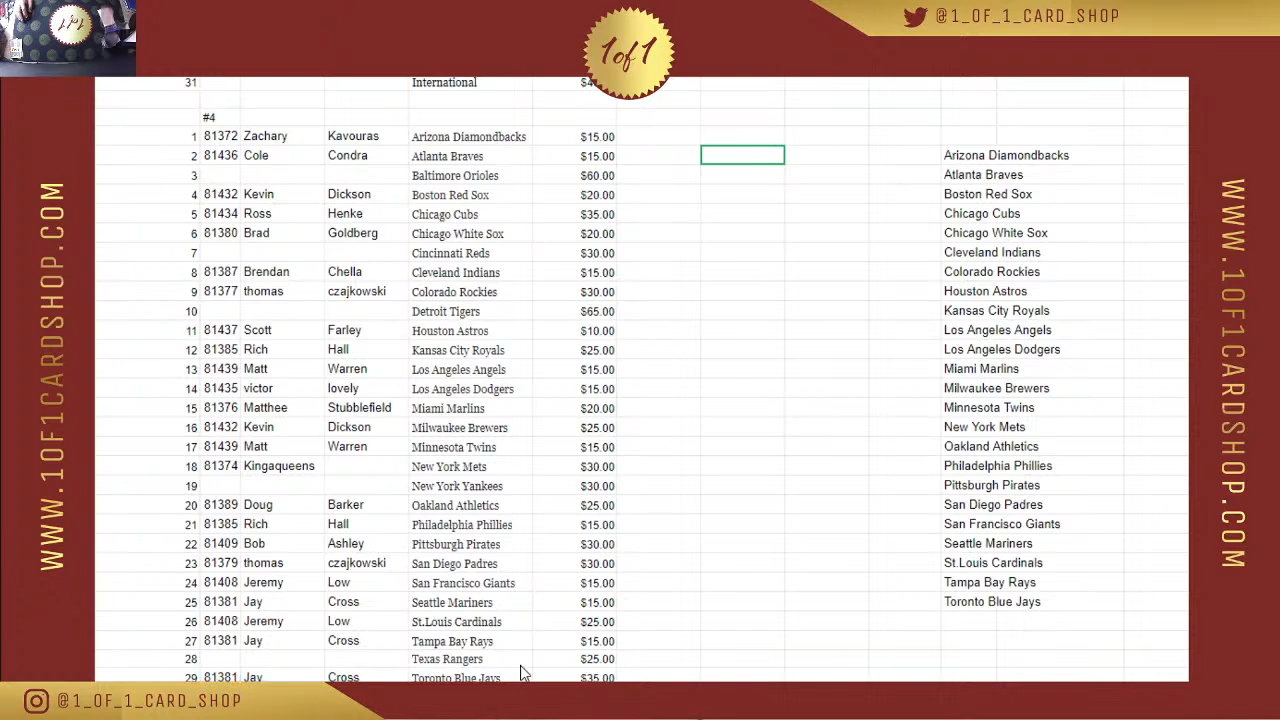 @1_OF_1_CARD_SHOP
1of1
31 International $4
#4
1 81372 Zachary Kavouras Arizona Diamondbacks $15.00
2 81436 Cole Condra Atlanta Braves $15.00 Arizona Diamondbacks
3 Baltimore Orioles $60.00 Atlanta Braves
4 81432 Kevin Dickson Boston Red Sox $20.00 Boston Red Sox
5 81434 Ross Henke Chicago Cubs $35.00 Chicago Cubs
6 81380 Brad Goldberg Chicago White Sox $20.00 Chicago White Sox
7 Cincinnati Reds $30.00 Cleveland Indians
8 81387 Brendan Chella Cleveland Indians $15.00 Colorado Rockies
9 81377 thomas czajkowski Colorado Rockies $30.00 Houston Astros
10 Detroit Tigers $65.00 Kansas City Royals
11 81437 Scott Farley Houston Astros $10.00 Los Angeles Angels
12 81385 Rich Hall Kansas City Royals $25.00 Los Angeles Dodgers
13 81439 Matt Warren Los Angeles Angels $15.00 Miami Marlins
14 81435 victor lovely Los Angeles Dodgers $15.00 Milwaukee Brewers
15 81376 Matthee Stubblefield Miami Marlins $20.00 Minnesota Twins
16 81432 Kevin Dickson Milwaukee Brewers $25.00 New York Mets
17 81439 Matt Warren Minnesota Twins $15.00 Oakland Athletics
18 81374 Kingaqueens New York Mets $30.00 Philadelphia Phillies
19 New York Yankees $30.00 Pittsburgh Pirates
20 81389 Doug Barker Oakland Athletics $25.00 San Diego Padres
21 81385 Rich Hall Philadelphia Phillies $15.00 San Francisco Giants
22 81409 Bob Ashley Pittsburgh Pirates $30.00 Seattle Mariners
23 81379 thomas czajkowski San Diego Padres $30.00 St.Louis Cardinals
24 81408 Jeremy Low San Francisco Giants $15.00 Tampa Bay Rays
25 81381 Jay Cross Seattle Mariners $15.00 Toronto Blue Jays
26 81408 Jeremy Low St.Louis Cardinals $25.00
27 81381 Jay Cross Tampa Bay Rays $15.00
28 Texas Rangers $25.00
29 81381 Jay Cross Toronto Blue Jays $35.00
WWW.1OF1CARDSHOP.COM
WWW.1OF1CARDSHOP.COM
@1_OF_1_CARD_SHOP